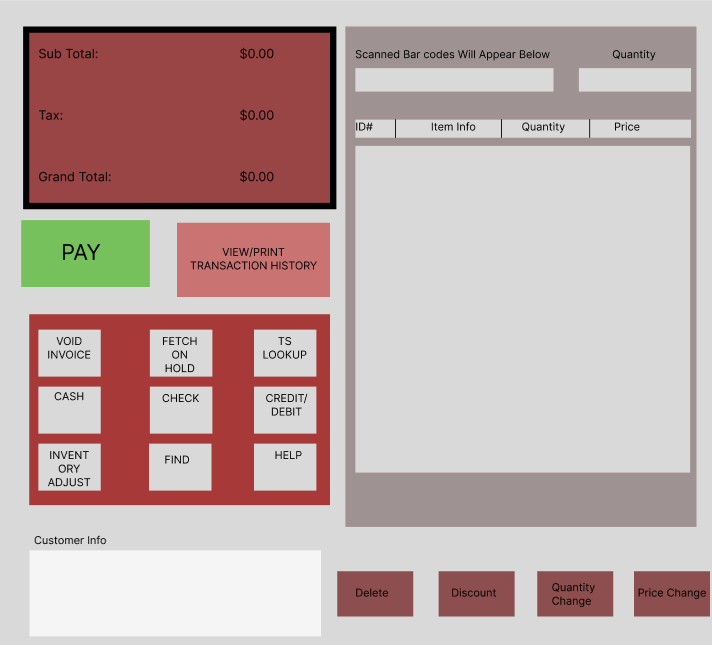 Sub Total: $0.00
Tax: $0.00
Grand Total: $0.00
PAY
VIEW/PRINT
TRANSACTION HISTORY
VOID
INVOICE
FETCH
ON
HOLD
TS
LOOKUP
CASH
CHECK
CREDIT/
DEBIT
INVENT
ORY
ADJUST
FIND
HELP
Customer Info
Scanned Bar codes Will Appear Below
Quantity
ID# Item Info Quantity Price
Delete
Discount
Quantity
Change
Price Change